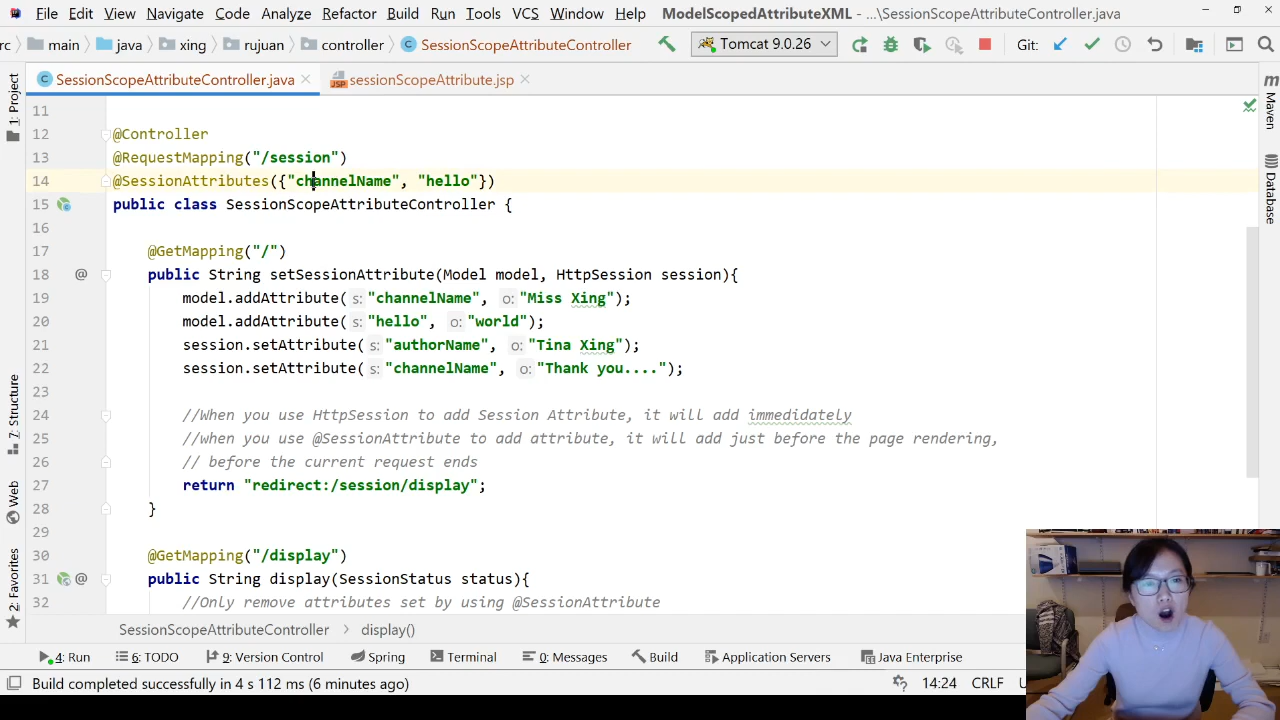 File Edit View Navigate Code Analyze Refactor Build Run Tools VCS Window Help ModelScopedAttributeXML - ...\SessionScopeAttributeController.java
rc main java xing rujuan controller SessionScopeAttributeController Tomcat 9.0.26 Git:
SessionScopeAttributeController.java sessionScopeAttribute.jsp
11
12 @Controller
13 @RequestMapping("/session")
14 @SessionAttributes({"channelName", "hello"})
15 public class SessionScopeAttributeController {
16
17 @GetMapping("/")
18 public String setSessionAttribute(Model model, HttpSession session){
19 model.addAttribute( s: "channelName", o: "Miss Xing");
20 model.addAttribute( s: "hello", o: "world");
21 session.setAttribute( s: "authorName", o: "Tina Xing");
22 session.setAttribute( s: "channelName", o: "Thank you....");
23
24 //When you use HttpSession to add Session Attribute, it will add immedidately
25 //when you use @SessionAttribute to add attribute, it will add just before the page rendering,
26 // before the current request ends
27 return "redirect:/session/display";
28 }
29
30 @GetMapping("/display")
31 public String display(SessionStatus status){
32 //Only remove attributes set by using @SessionAttribute
1: Project
7: Structure
Web
2: Favorites
Maven
Database
SessionScopeAttributeController display()
4: Run 6: TODO 9: Version Control Spring Terminal 0: Messages Build Application Servers Java Enterprise
Build completed successfully in 4 s 112 ms (6 minutes ago) 14:24 CRLF